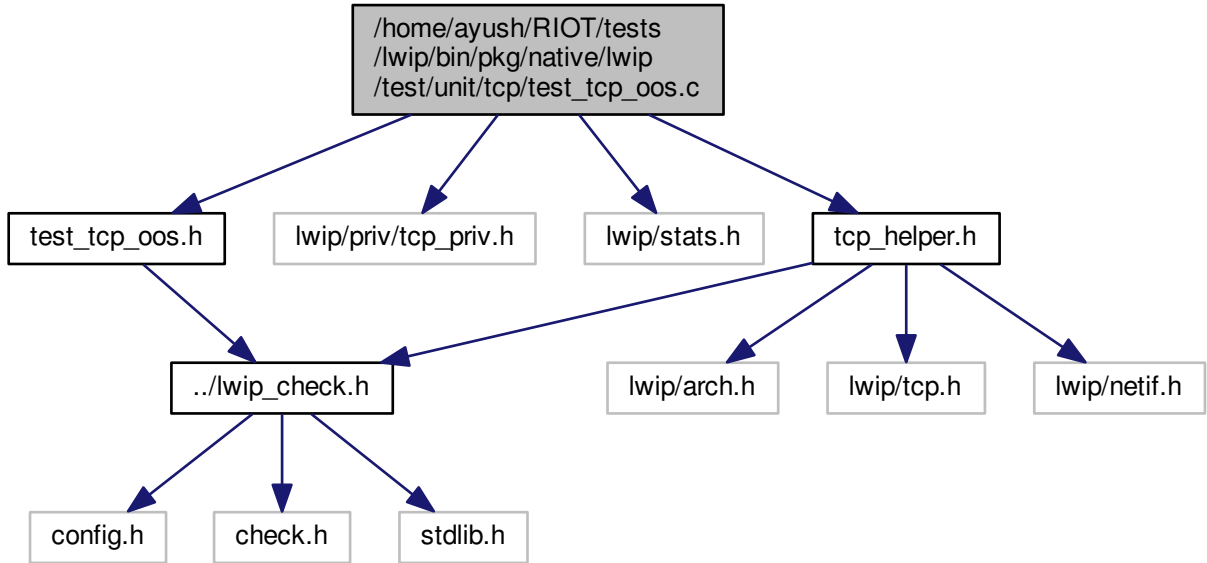 /home/ayush/RIOT/tests
/lwip/bin/pkg/native/lwip
/test/unit/tcp/test_tcp_oos.c
test_tcp_oos.h
lwip/priv/tcp_priv.h
lwip/stats.h
tcp_helper.h
../lwip_check.h
lwip/arch.h
lwip/tcp.h
lwip/netif.h
config.h
check.h
stdlib.h